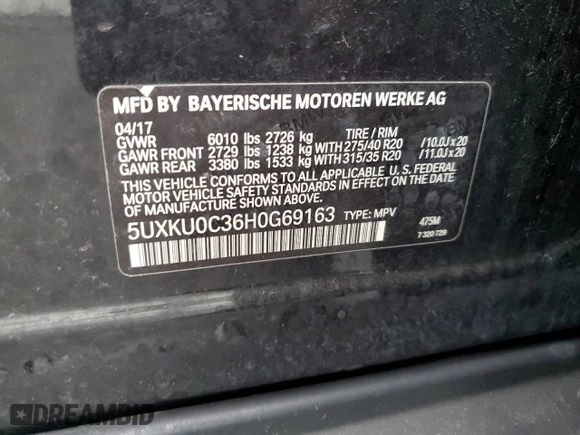 MFD BY BAYERISCHE MOTOREN WERKE AG
04/17
GVWR 6010 lbs 2726 kg TIRE / RIM
GAWR FRONT 2729 lbs 1238 kg WITH 275/40 R20 /10.0J x 20
GAWR REAR 3380 lbs 1533 kg WITH 315/35 R20 /11.0J x 20
THIS VEHICLE CONFORMS TO ALL APPLICABLE U.S. FEDERAL
MOTOR VEHICLE SAFETY STANDARDS IN EFFECT ON THE
DATE OF MANUFACTURE SHOWN ABOVE.
5UXKU0C36H0G69163 TYPE: MPV 475M
7 320 729
DREAMBID